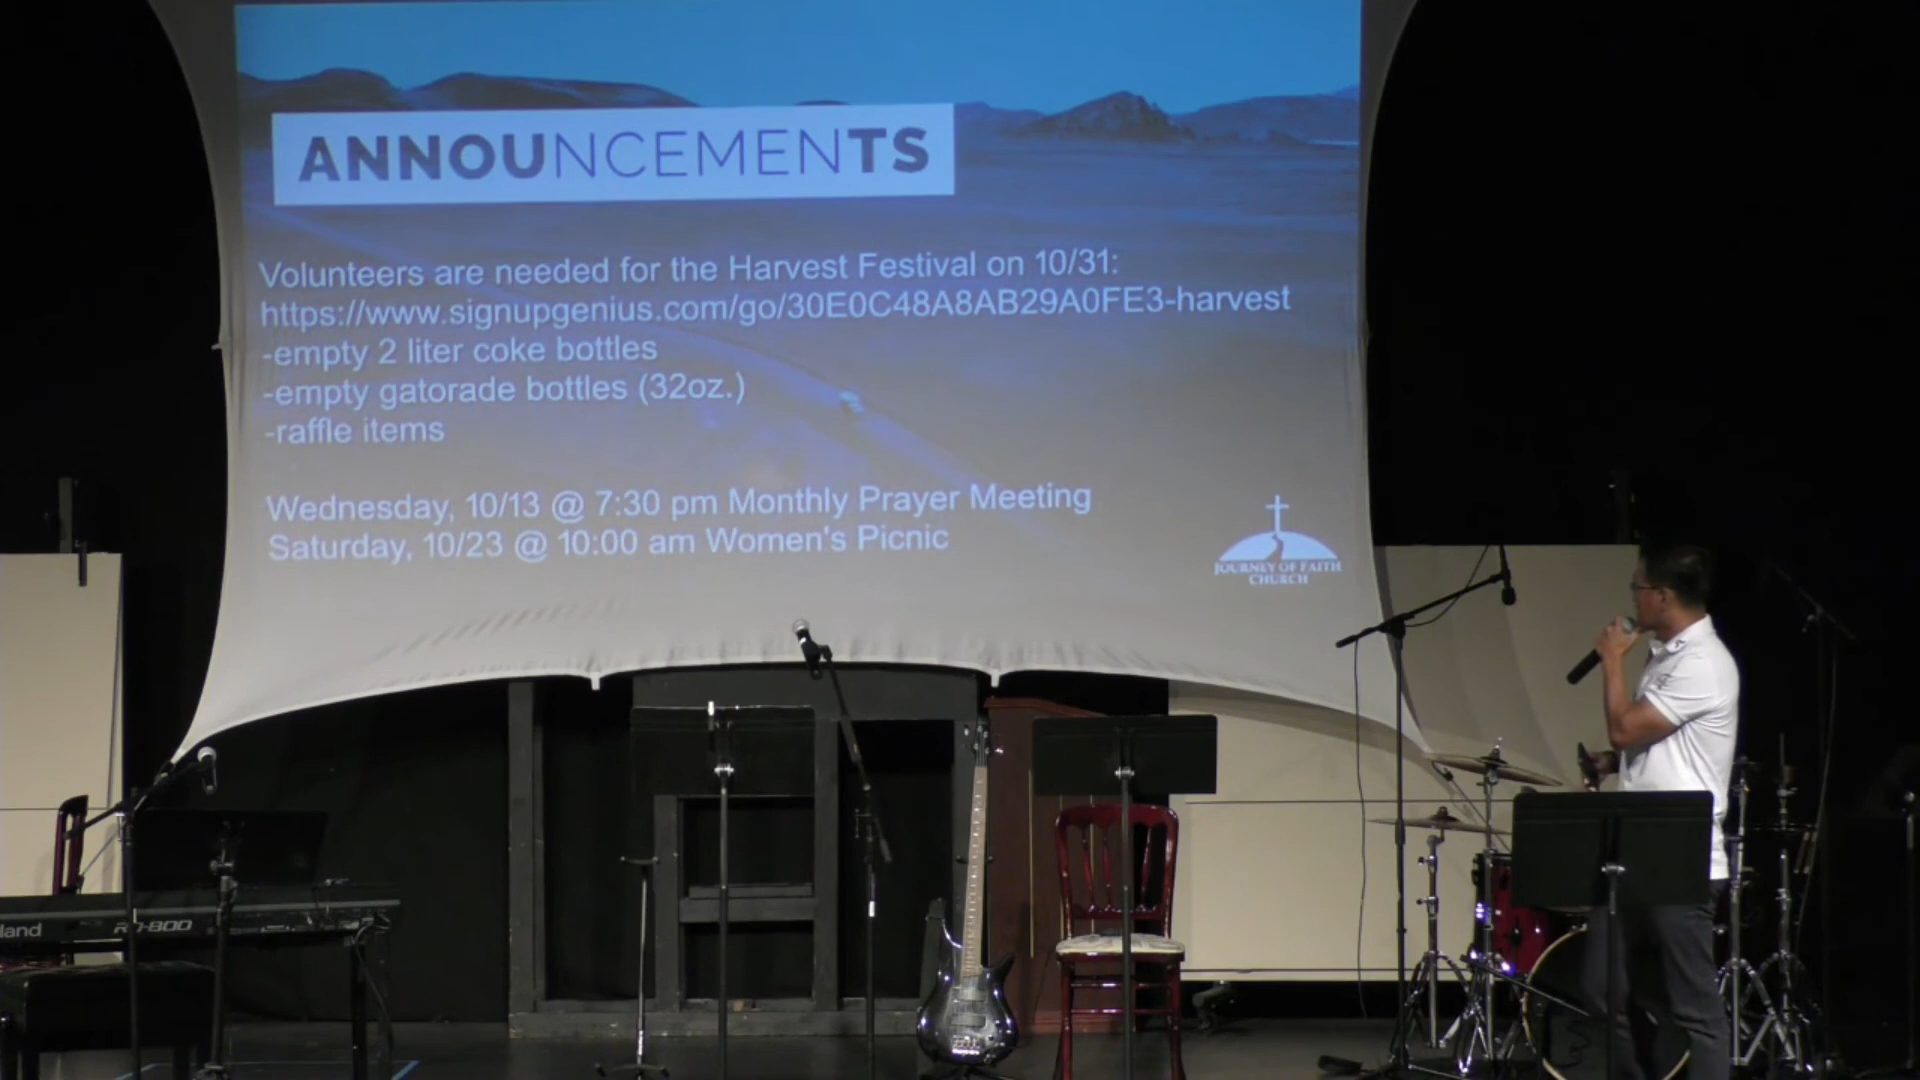 ANNOUNCEMENTS
Volunteers are needed for the Harvest Festival on 10/31:
https://www.signupgenius.com/go/30E0C48A8AB29A0FE3-harvest
-empty 2 liter coke bottles
-empty gatorade bottles (32oz.)
-raffle items
Wednesday, 10/13 @ 7:30 pm Monthly Prayer Meeting
Saturday, 10/23 @ 10:00 am Women's Picnic
JOURNEY OF FAITH
CHURCH
land RD-800